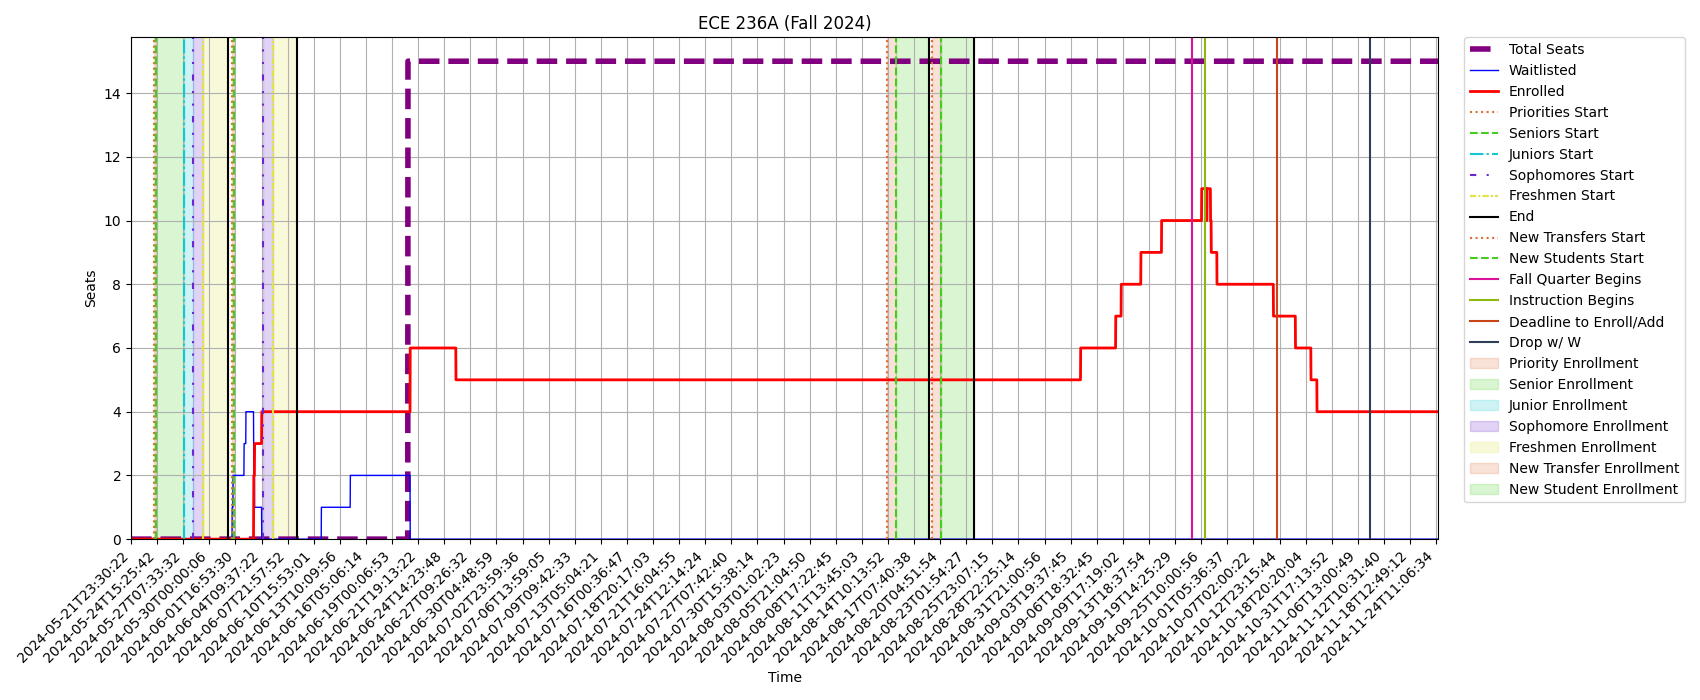 ECE 236A (Fall 2024)
Seats
14
12
10
8
6
4
2
0
2024-05-21T23:30:22
2024-05-24T15:25:42
2024-05-27T07:33:32
2024-05-30T00:00:06
2024-06-01T16:53:30
2024-06-04T09:37:22
2024-06-07T01:57:52
2024-06-10T15:53:01
2024-06-13T10:09:56
2024-06-16T05:06:14
2024-06-19T00:06:53
2024-06-21T19:13:22
2024-06-24T14:23:48
2024-06-27T09:26:32
2024-06-30T04:48:59
2024-07-02T23:59:36
2024-07-06T13:59:05
2024-07-09T09:42:33
2024-07-13T05:04:21
2024-07-16T00:36:47
2024-07-18T20:17:03
2024-07-21T16:04:55
2024-07-24T12:14:24
2024-07-27T07:42:40
2024-07-30T15:38:14
2024-08-03T01:02:23
2024-08-05T21:04:50
2024-08-08T17:22:45
2024-08-11T13:45:03
2024-08-14T10:13:52
2024-08-17T07:40:38
2024-08-20T04:51:54
2024-08-23T01:54:27
2024-08-25T23:07:15
2024-08-28T22:25:14
2024-08-31T21:00:56
2024-09-03T19:37:45
2024-09-06T18:32:45
2024-09-09T17:19:02
2024-09-13T18:37:54
2024-09-19T14:25:29
2024-09-25T10:00:56
2024-10-01T05:36:37
2024-10-07T02:00:22
2024-10-12T23:15:44
2024-10-18T20:20:04
2024-10-31T17:13:52
2024-11-06T13:00:49
2024-11-12T10:31:40
2024-11-18T12:49:12
2024-11-24T11:06:34
Time
Total Seats
Waitlisted
Enrolled
Priorities Start
Seniors Start
Juniors Start
Sophomores Start
Freshmen Start
End
New Transfers Start
New Students Start
Fall Quarter Begins
Instruction Begins
Deadline to Enroll/Add
Drop w/ W
Priority Enrollment
Senior Enrollment
Junior Enrollment
Sophomore Enrollment
Freshmen Enrollment
New Transfer Enrollment
New Student Enrollment